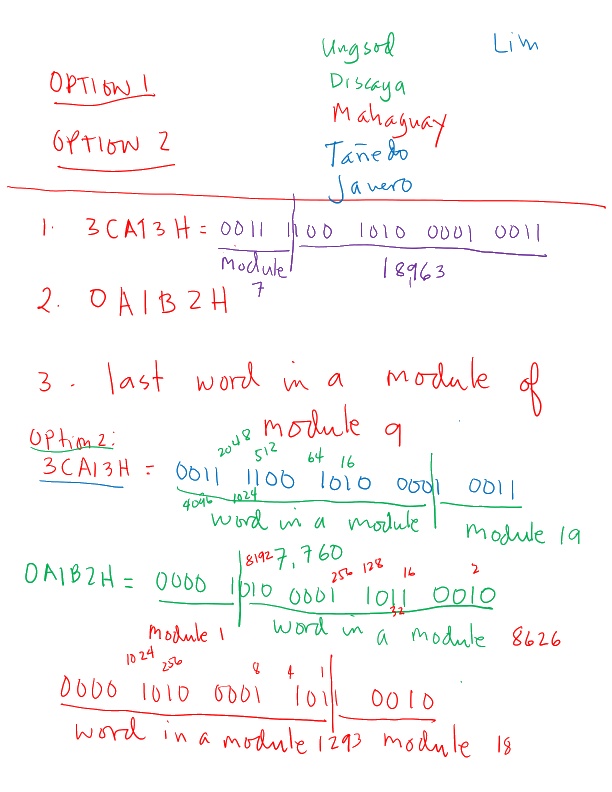 Ungsod Lim
Discaya
OPTION 1
Mahaguay
OPTION 2
Tañedo
Javero
1. 3CA13H = 0011 1100 1010 0001 0011
Module 18,963
7
2. 0A1B2H
3. last word in a module of
module 9
Option 2:
2048 512 64 16
3CA13H = 0011 1100 1010 0001 0011
4096 1024
word in a module module 19
7,760
8192 256 128 16 2
0A1B2H = 0000 1010 0001 1011 0010
32
Module 1 word in a module 8626
1024 256 8 4 1
0000 1010 0001 1011 0010
word in a module 1293 module 18